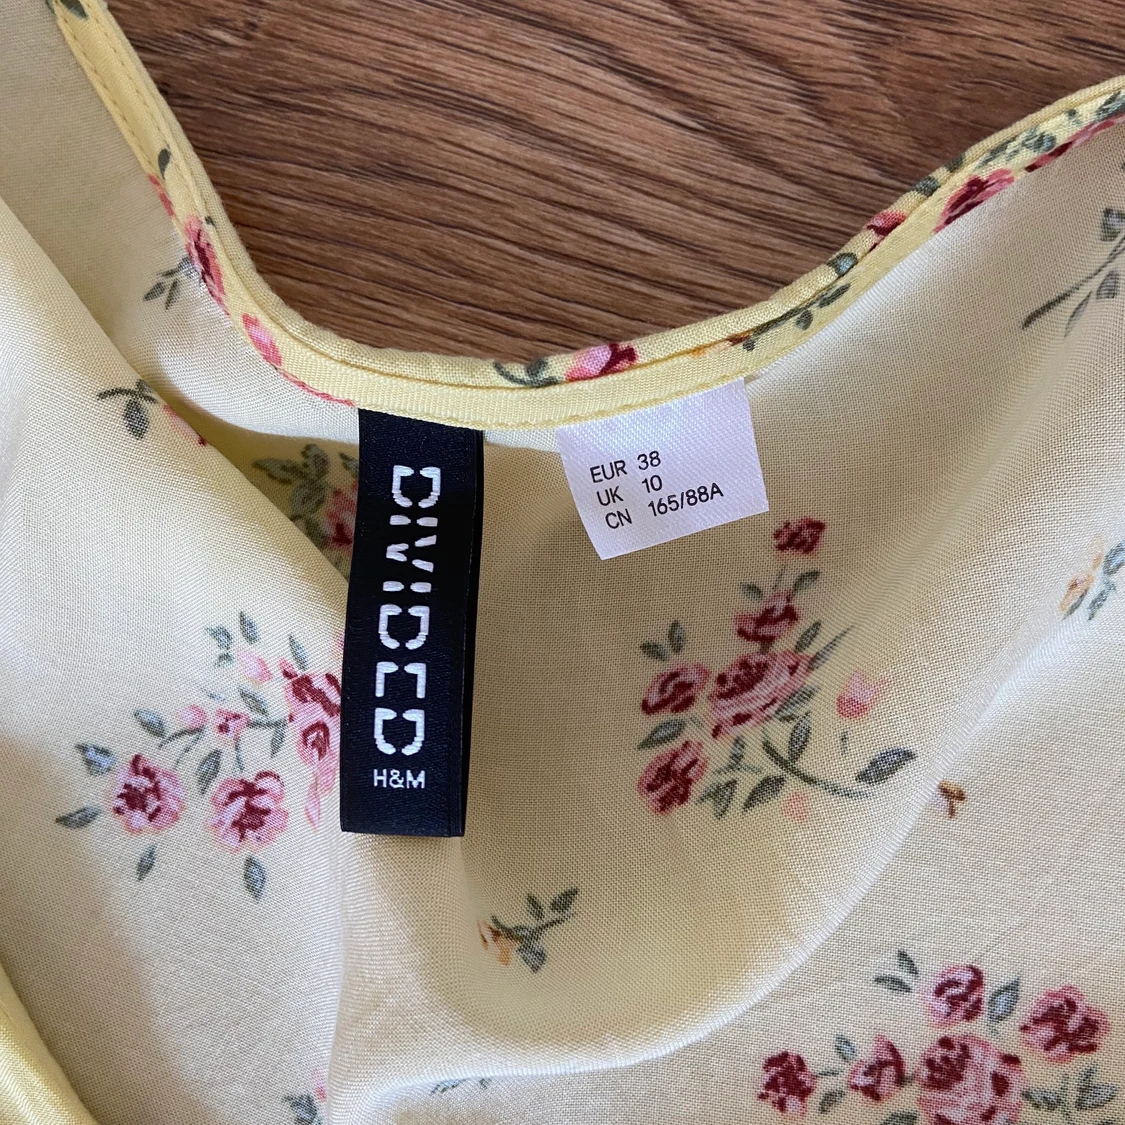 DIVIDED
H&M
EUR 38
UK 10
CN 165/88A